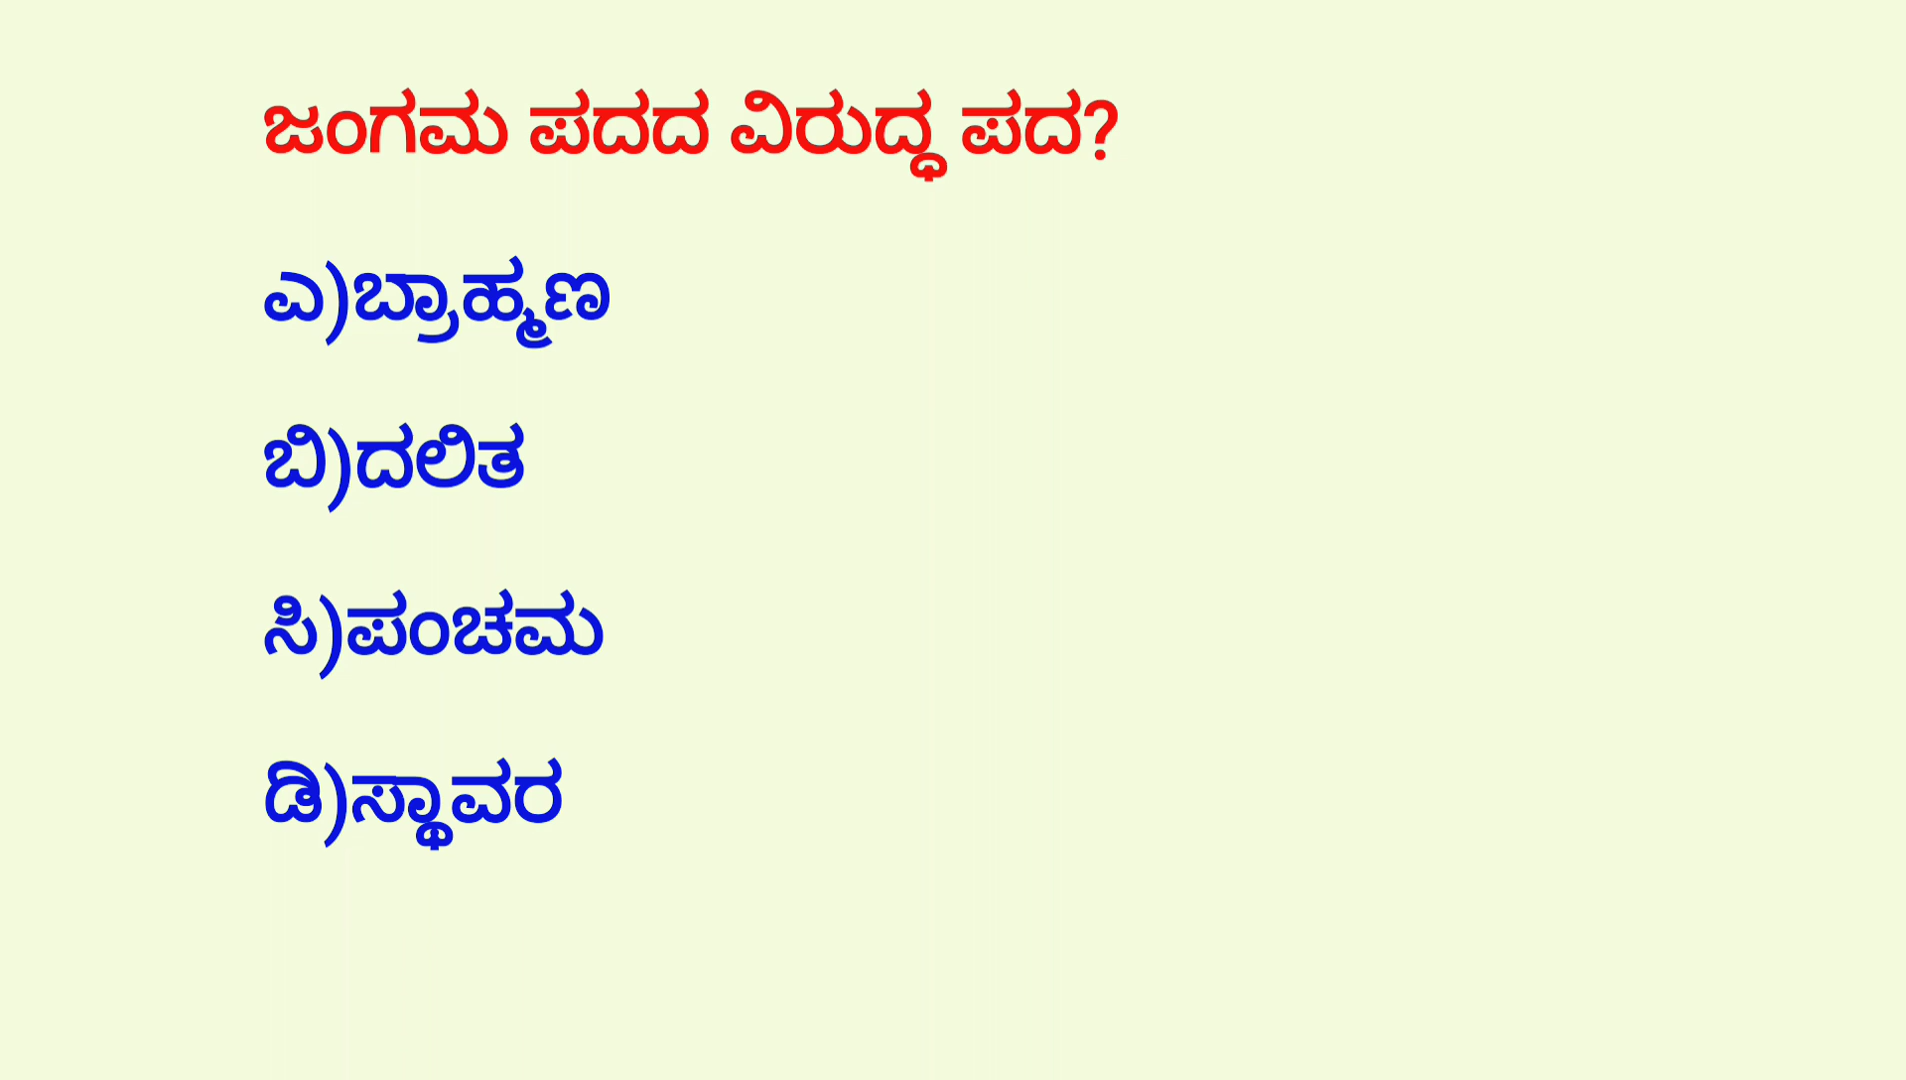 ಜಂಗಮ ಪದದ ವಿರುದ್ಧ ಪದ?
ಎ)ಬ್ರಾಹ್ಮಣ
ಬಿ)ದಲಿತ
ಸಿ)ಪಂಚಮ
ಡಿ)ಸ್ಥಾವರ